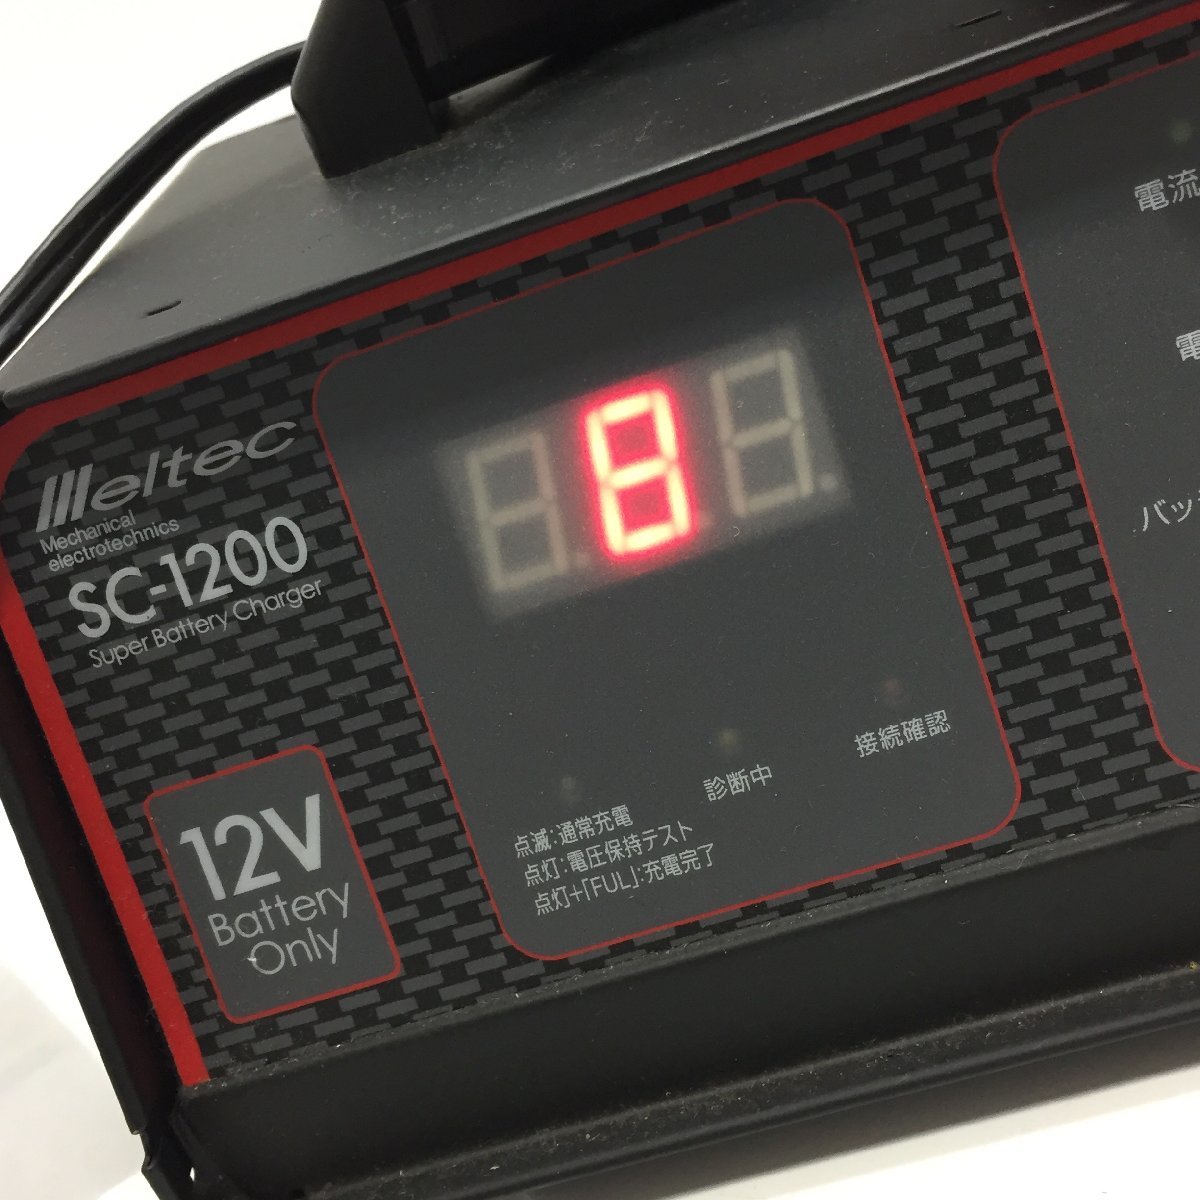 Meltec
Mechanical
electrotechnics
SC-1200
Super Battery Charger
12V
Battery
Only
8
点滅:通常充電
点灯:電圧保持テスト
点灯+「FUL」:充電完了
診断中
接続確認
電流
電
バッ